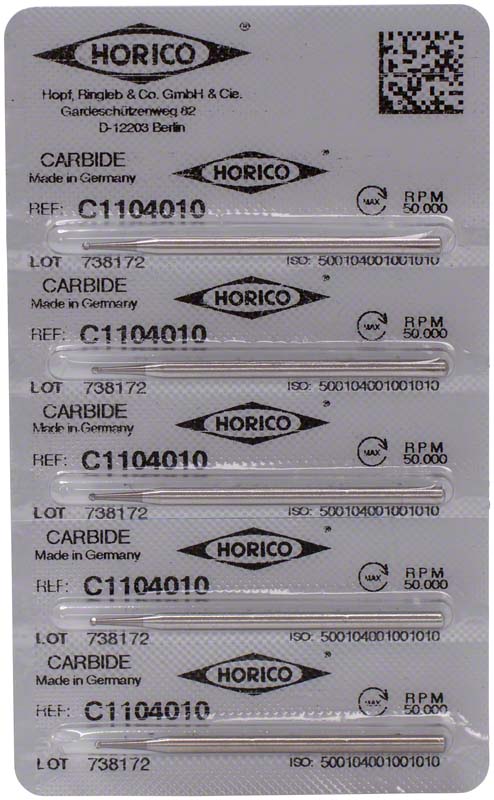 HORICO ®
Hopf, Ringleb & Co. GmbH & Cie.
Gardeschützenweg 82
D-12203 Berlin
CARBIDE HORICO ®
Made in Germany
REF: C1104010 MAX RPM 50.000
LOT 738172 ISO: 500104001001010
CARBIDE HORICO ®
Made in Germany
REF: C1104010 MAX RPM 50.000
LOT 738172 ISO: 500104001001010
CARBIDE HORICO ®
Made in Germany
REF: C1104010 MAX RPM 50.000
LOT 738172 ISO: 500104001001010
CARBIDE HORICO ®
Made in Germany
REF: C1104010 MAX RPM 50.000
LOT 738172 ISO: 500104001001010
CARBIDE HORICO ®
Made in Germany
REF: C1104010 MAX RPM 50.000
LOT 738172 ISO: 500104001001010